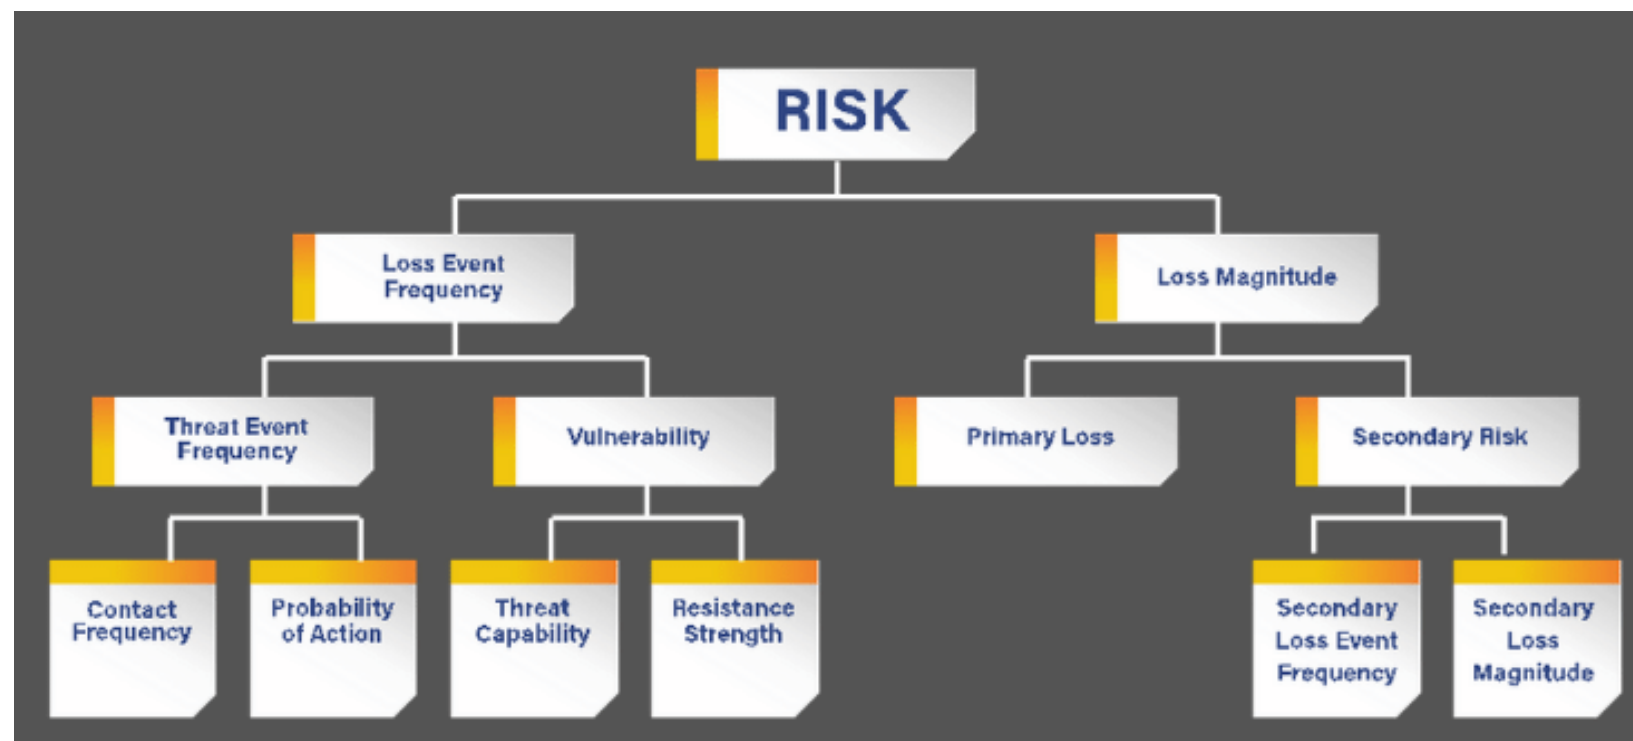 RISK
Loss Event
Frequency
Loss Magnitude
Threat Event
Frequency
Vulnerability
Primary Loss
Secondary Risk
Contact
Frequency
Probability
of Action
Threat
Capability
Resistance
Strength
Secondary
Loss Event
Frequency
Secondary
Loss
Magnitude